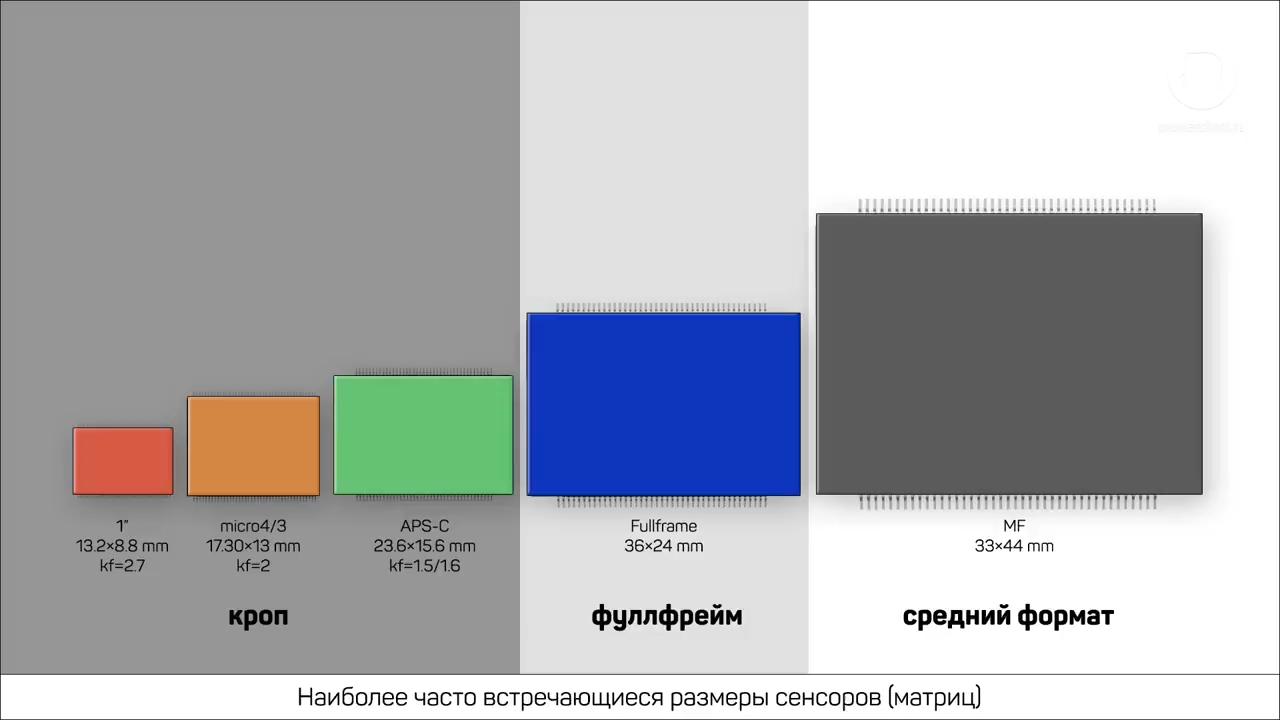 1”
13.2×8.8 mm
kf=2.7
micro4/3
17.30×13 mm
kf=2
APS-C
23.6×15.6 mm
kf=1.5/1.6
Fullframe
36×24 mm
MF
33×44 mm
кроп
фуллфрейм
средний формат
Наиболее часто встречающиеся размеры сенсоров (матриц)